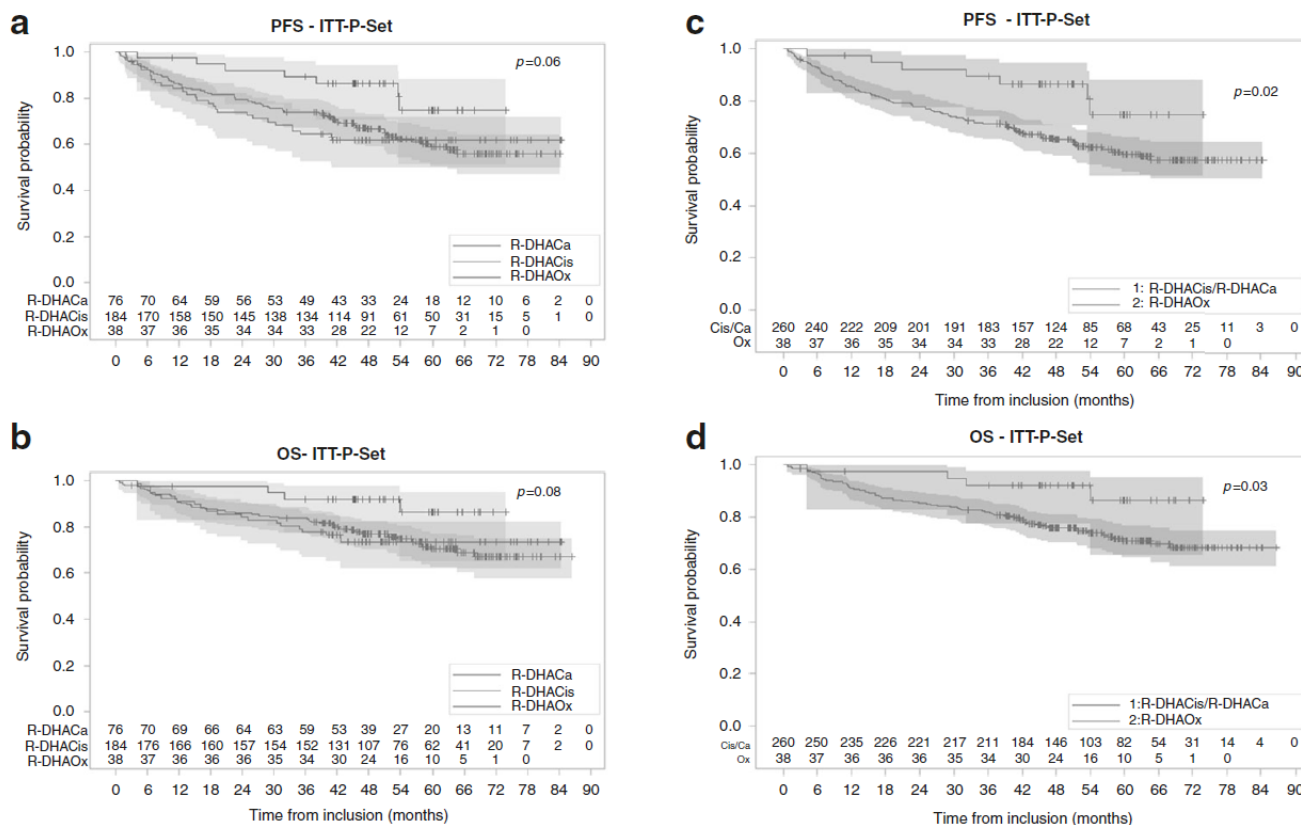 a
PFS - ITT-P-Set
1.0
0.8
0.6
0.4
0.2
0.0
Survival probability
p=0.06
R-DHACa
R-DHACis
R-DHAOx
R-DHACa 76 70 64 59 56 53 49 43 33 24 18 12 10 6 2 0
R-DHACis 184 170 158 150 145 138 134 114 91 61 50 31 15 5 1 0
R-DHAOx 38 37 36 35 34 34 33 28 22 12 7 2 1 0
0 6 12 18 24 30 36 42 48 54 60 66 72 78 84 90
b
OS- ITT-P-Set
1.0
0.8
0.6
0.4
0.2
0.0
Survival probability
p=0.08
R-DHACa
R-DHACis
R-DHAOx
R-DHACa 76 70 69 66 64 63 59 53 39 27 20 13 11 7 2 0
R-DHACis 184 176 166 160 157 154 152 131 107 76 62 41 20 7 2 0
R-DHAOx 38 37 36 36 36 35 34 30 24 16 10 5 1 0
0 6 12 18 24 30 36 42 48 54 60 66 72 78 84 90
Time from inclusion (months)
c
PFS - ITT-P-Set
1.0
0.8
0.6
0.4
0.2
0.0
Survival probability
p=0.02
1: R-DHACis/R-DHACa
2: R-DHAOx
Cis/Ca 260 240 222 209 201 191 183 157 124 85 68 43 25 11 3 0
Ox 38 37 36 35 34 34 33 28 22 12 7 2 1 0
0 6 12 18 24 30 36 42 48 54 60 66 72 78 84 90
Time from inclusion (months)
d
OS - ITT-P-Set
1.0
0.8
0.6
0.4
0.2
0.0
Survival probability
p=0.03
1:R-DHACis/R-DHACa
2:R-DHAOx
Cis/Ca 260 250 235 226 221 217 211 184 146 103 82 54 31 14 4 0
Ox 38 37 36 36 36 35 34 30 24 16 10 5 1 0
0 6 12 18 24 30 36 42 48 54 60 66 72 78 84 90
Time from inclusion (months)